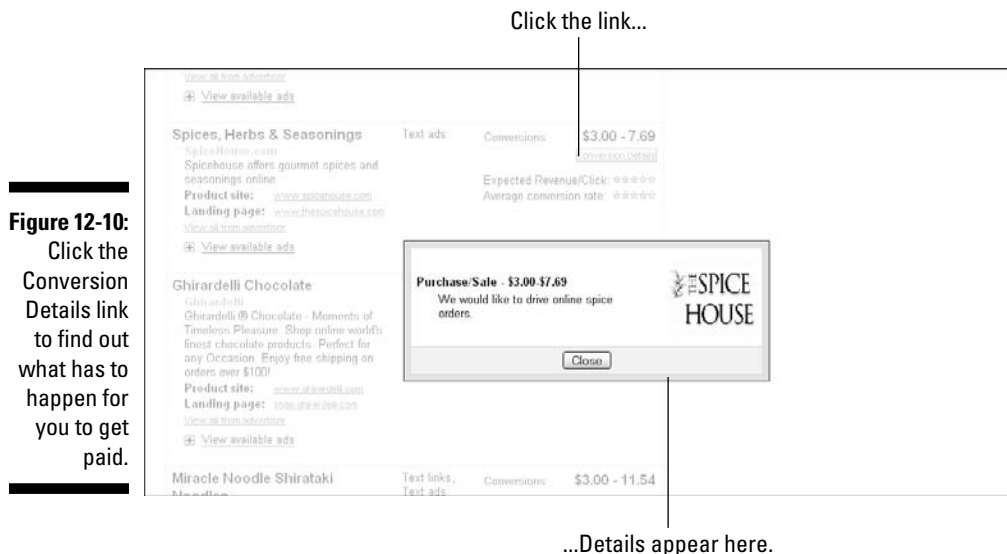 Click the link...
View all from advertiser
View available ads
Spices, Herbs & Seasonings
Text ads
Conversions:
$3.00 - 7.69
SpiceHouse.com
Conversion Details
Spicehouse offers gourmet spices and
seasonings online.
Expected Revenue/Click:
Product site: www.spicehouse.com
Average conversion rate:
Landing page: www.thespicehouse.com
View all from advertiser
View available ads
Figure 12-10:
Click the
Conversion
Details link
to find out
what has to
happen for
you to get
paid.
Purchase/Sale - $3.00-$7.69
We would like to drive online spice
orders.
THE SPICE
HOUSE
Close
Ghirardelli Chocolate
Ghirardelli
Ghirardelli ® Chocolate - Moments of
Timeless Pleasure. Shop online world's
finest chocolate products. Perfect for
any Occasion. Enjoy free shipping on
orders over $100!
Product site: www.ghirardelli.com
Landing page:
View all from advertiser
View available ads
Miracle Noodle Shirataki
Noodles
Text links,
Text ads
Conversions:
$3.00 - 11.54
...Details appear here.